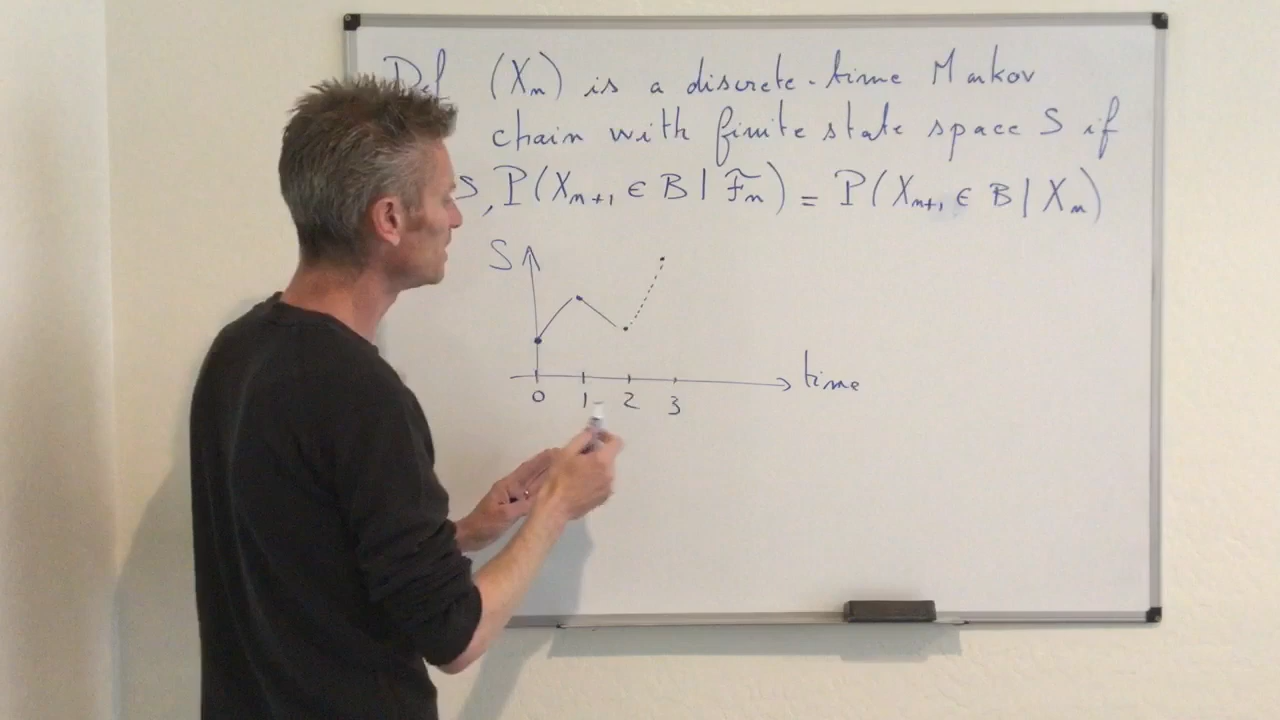 Def (Xₙ) is a discrete-time Markov
chain with finite state space S if
S, P(Xₙ₊₁ ∈ B | ℱₙ) = P(Xₙ₊₁ ∈ B | Xₙ)
S
time
0 1 2 3